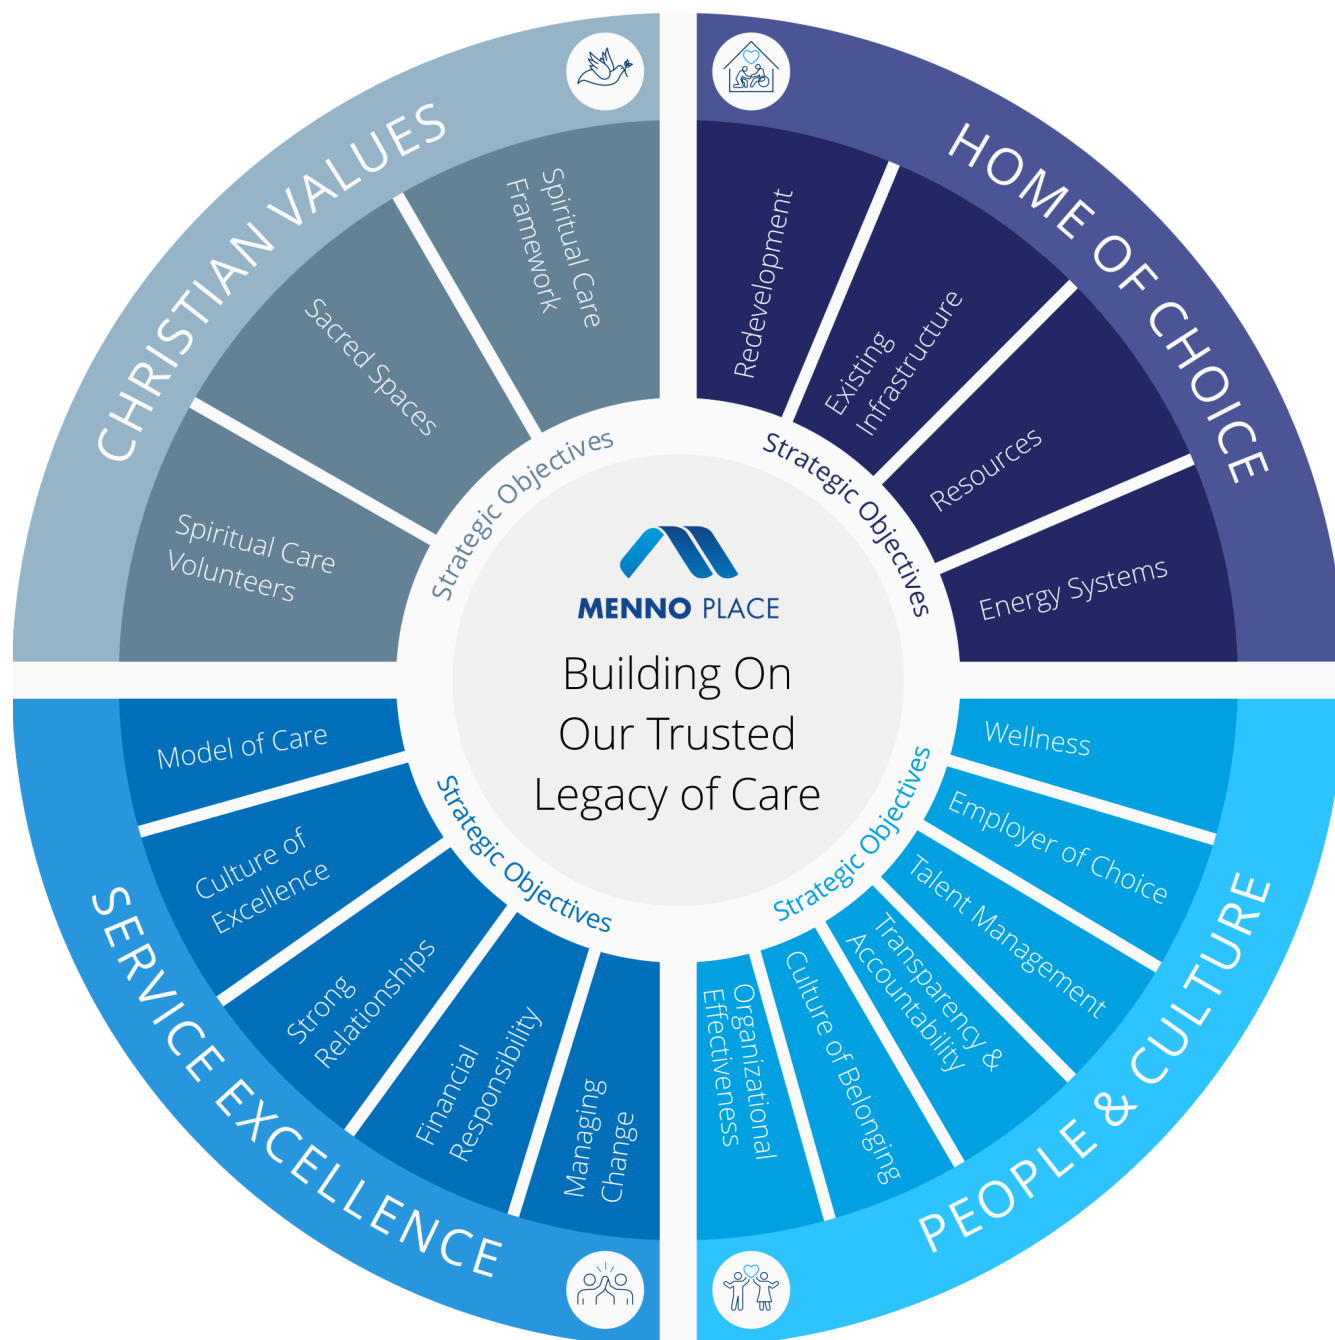 CHRISTIAN VALUES
Spiritual Care
Framework
Sacred Spaces
Spiritual Care
Volunteers
Strategic Objectives
HOME OF CHOICE
Redevelopment
Existing
Infrastructure
Resources
Energy Systems
Strategic Objectives
MENNO PLACE
Building On
Our Trusted
Legacy of Care
SERVICE EXCELLENCE
Model of Care
Culture of
Excellence
Strong
Relationships
Financial
Responsibility
Managing
Change
Strategic Objectives
PEOPLE & CULTURE
Wellness
Employer of Choice
Talent Management
Transparency &
Accountability
Culture of Belonging
Organizational
Effectiveness
Strategic Objectives